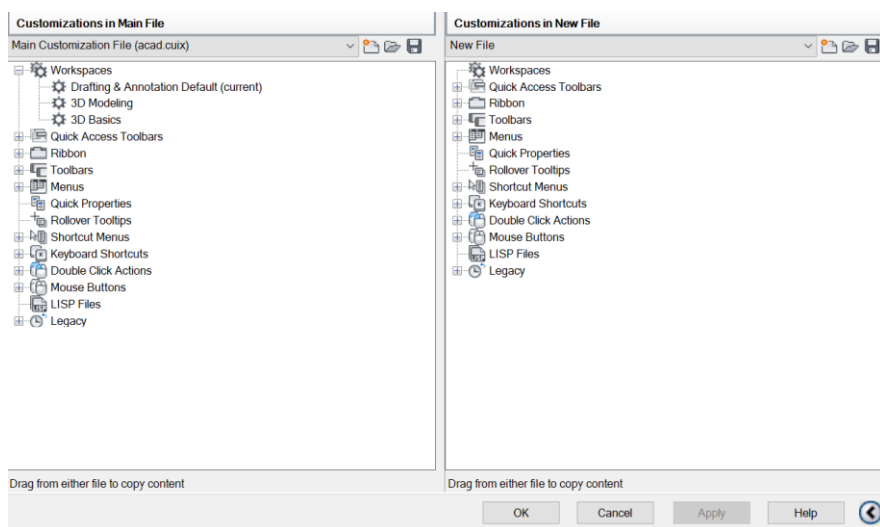 Customizations in Main File
Main Customization File (acad.cuix)
Workspaces
Drafting & Annotation Default (current)
3D Modeling
3D Basics
Quick Access Toolbars
Ribbon
Toolbars
Menus
Quick Properties
Rollover Tooltips
Shortcut Menus
Keyboard Shortcuts
Double Click Actions
Mouse Buttons
LISP Files
Legacy
Drag from either file to copy content
Customizations in New File
New File
Workspaces
Quick Access Toolbars
Ribbon
Toolbars
Menus
Quick Properties
Rollover Tooltips
Shortcut Menus
Keyboard Shortcuts
Double Click Actions
Mouse Buttons
LISP Files
Legacy
Drag from either file to copy content
OK Cancel Apply Help